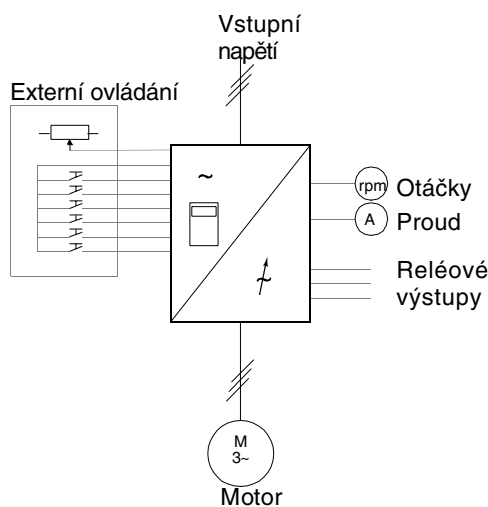 Vstupní
napětí
Externí ovládání
~
rpm Otáčky
A Proud
~
Reléové
výstupy
M
3~
Motor